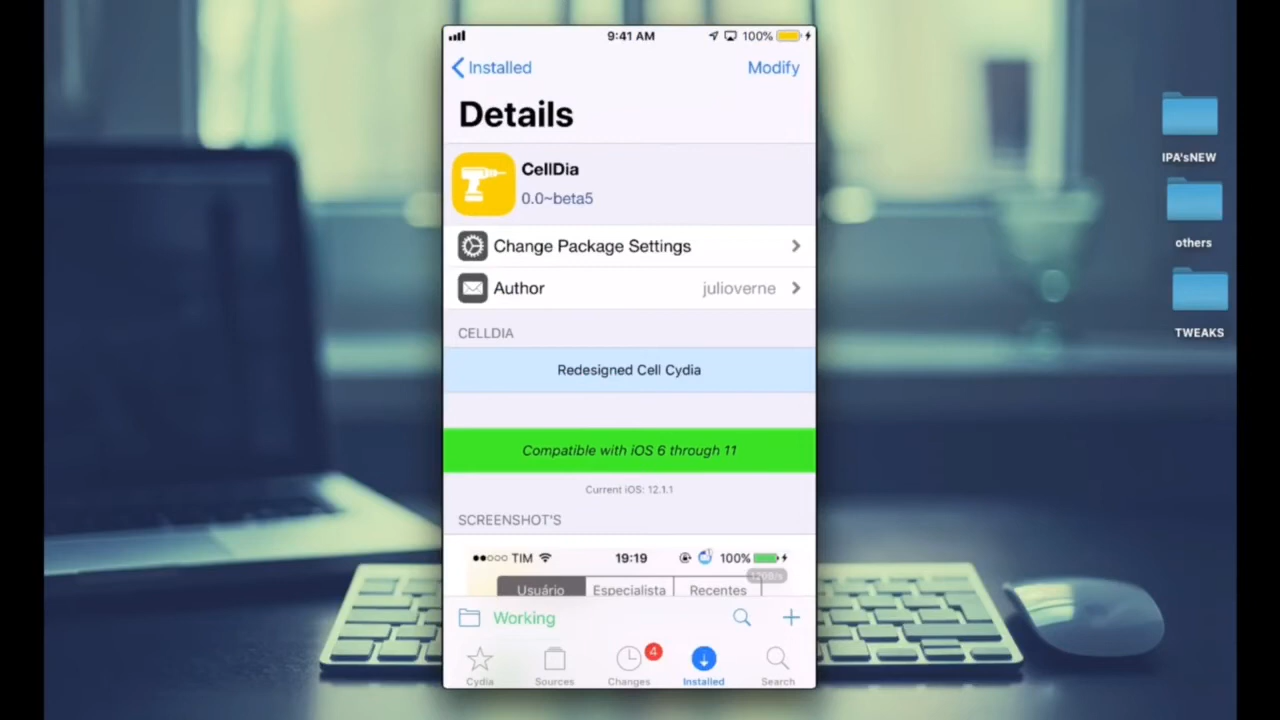 9:41 AM
100%
Installed
Modify
Details
CellDia
0.0~beta5
Change Package Settings
Author
julioverne
CELLDIA
Redesigned Cell Cydia
Compatible with iOS 6 through 11
Current iOS: 12.1.1
SCREENSHOT'S
TIM
19:19
100%
Usuário
Especialista
Recentes
Working
4
Cydia
Sources
Changes
Installed
Search
IPA'sNEW
others
TWEAKS